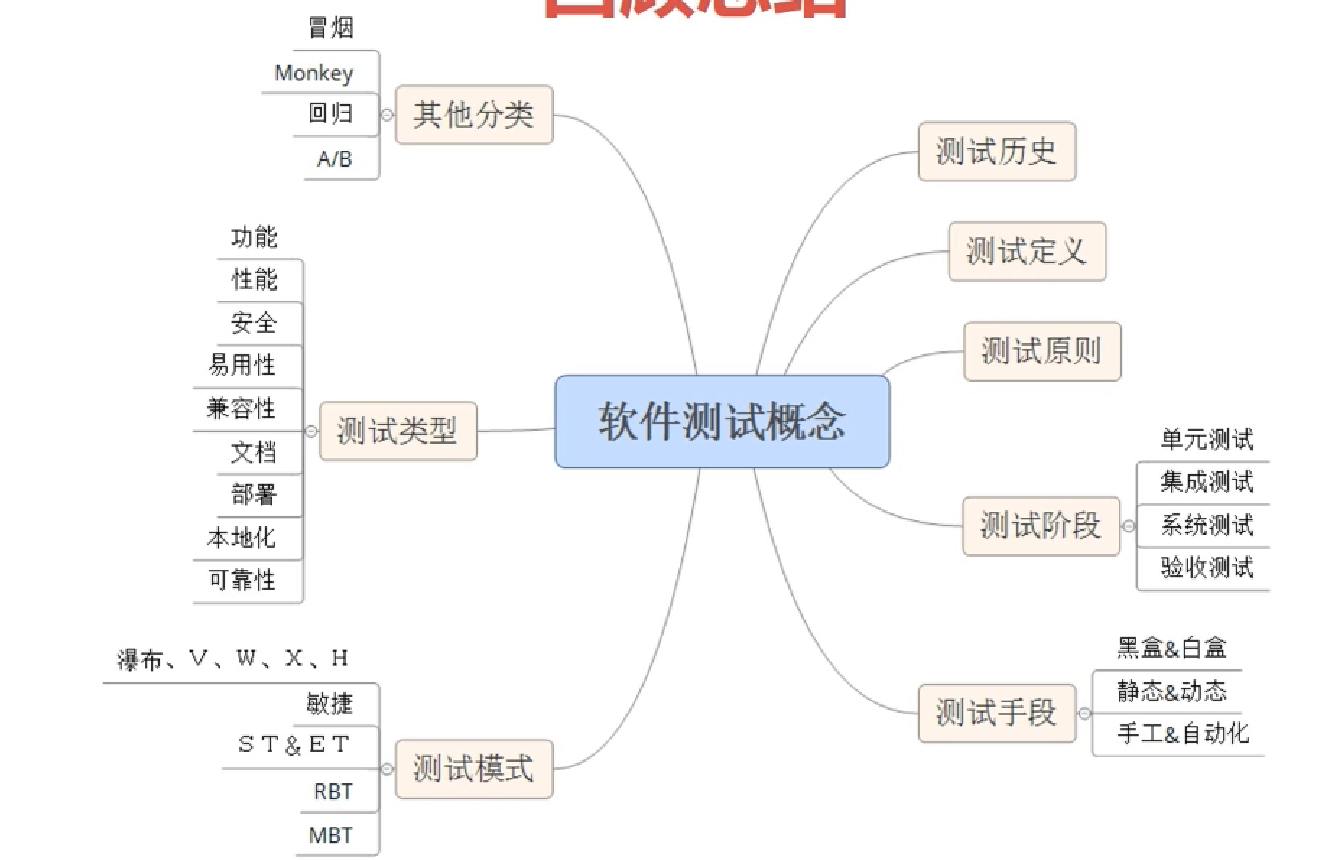 回顾总结
软件测试概念
测试历史
测试定义
测试原则
测试阶段
单元测试
集成测试
系统测试
验收测试
测试手段
黑盒&白盒
静态&动态
手工&自动化
其他分类
冒烟
Monkey
回归
A/B
测试类型
功能
性能
安全
易用性
兼容性
文档
部署
本地化
可靠性
测试模式
瀑布、V、W、X、H
敏捷
ST&ET
RBT
MBT